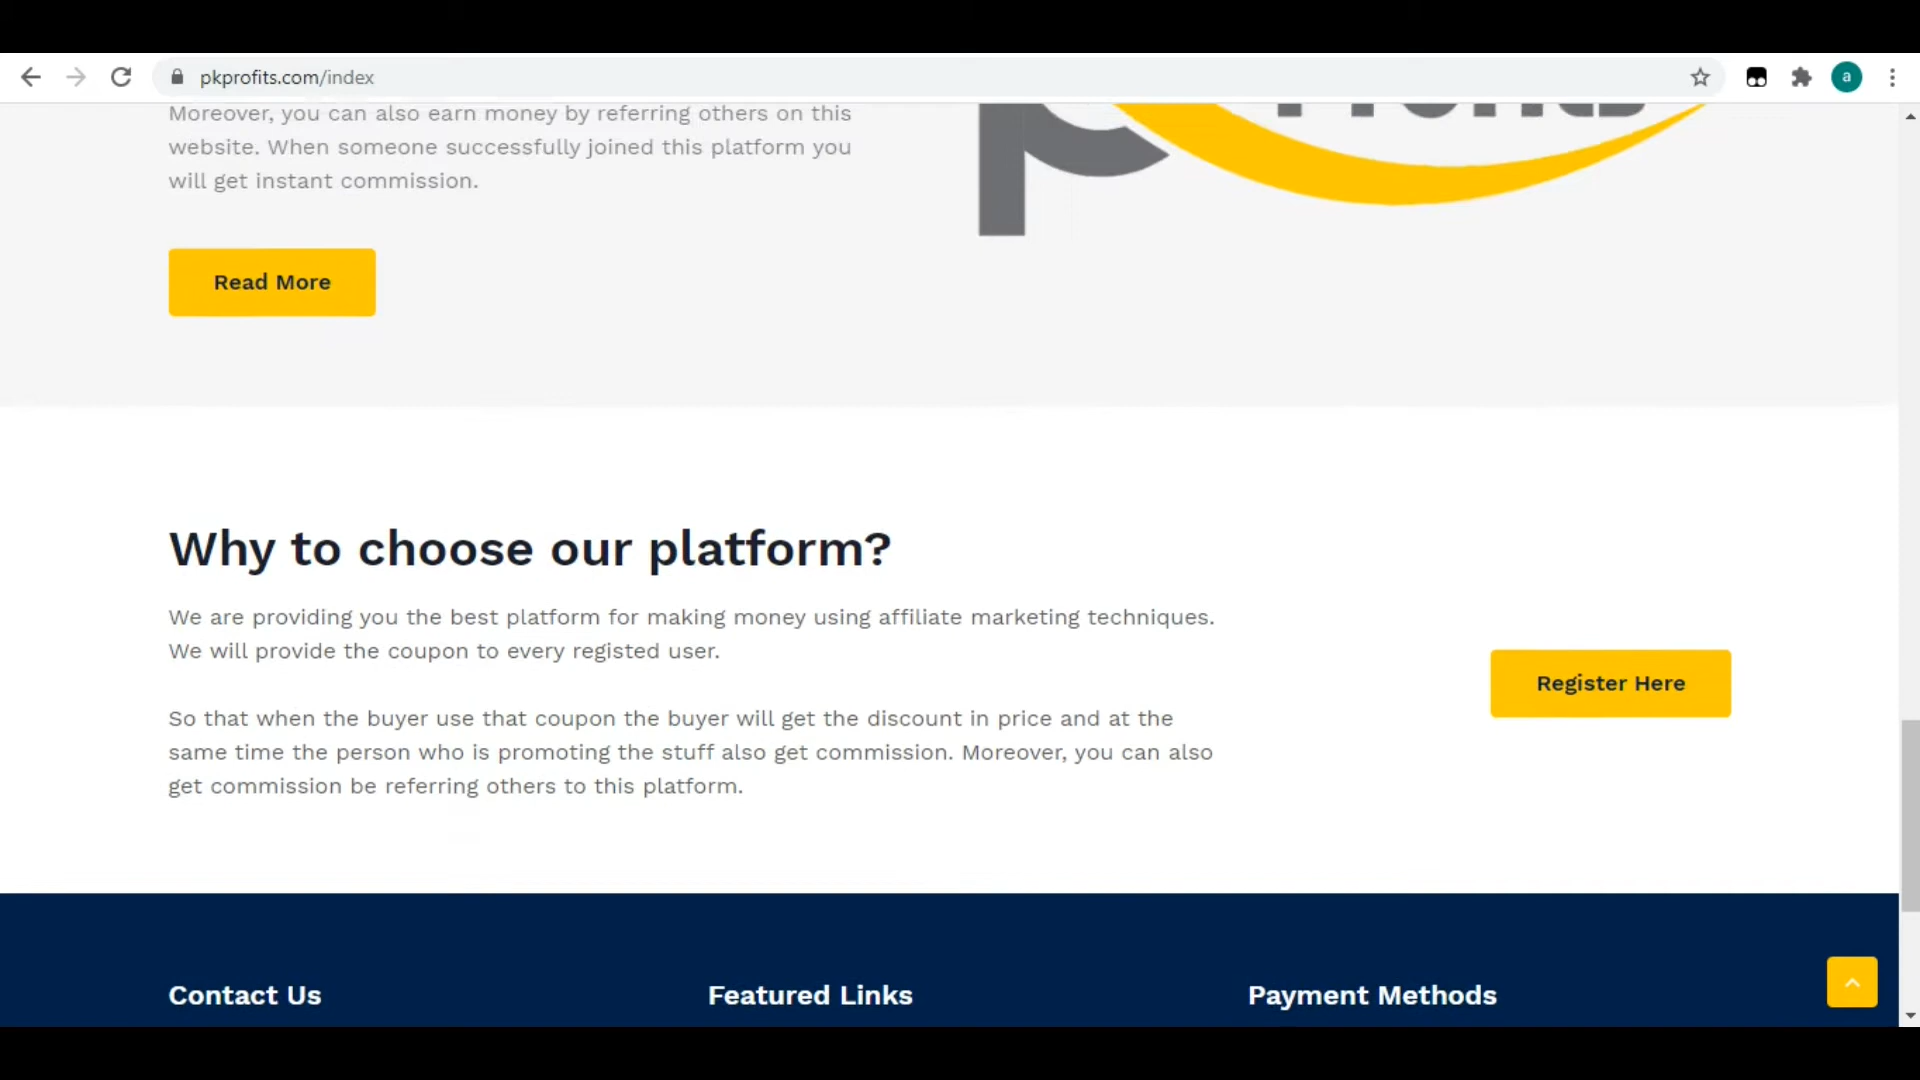 pkprofits.com/index
a
Moreover, you can also earn money by referring others on this
website. When someone successfully joined this platform you
will get instant commission.
Read More
Why to choose our platform?
We are providing you the best platform for making money using affiliate marketing techniques.
We will provide the coupon to every registed user.
So that when the buyer use that coupon the buyer will get the discount in price and at the
same time the person who is promoting the stuff also get commission. Moreover, you can also
get commission be referring others to this platform.
Register Here
Contact Us
Featured Links
Payment Methods